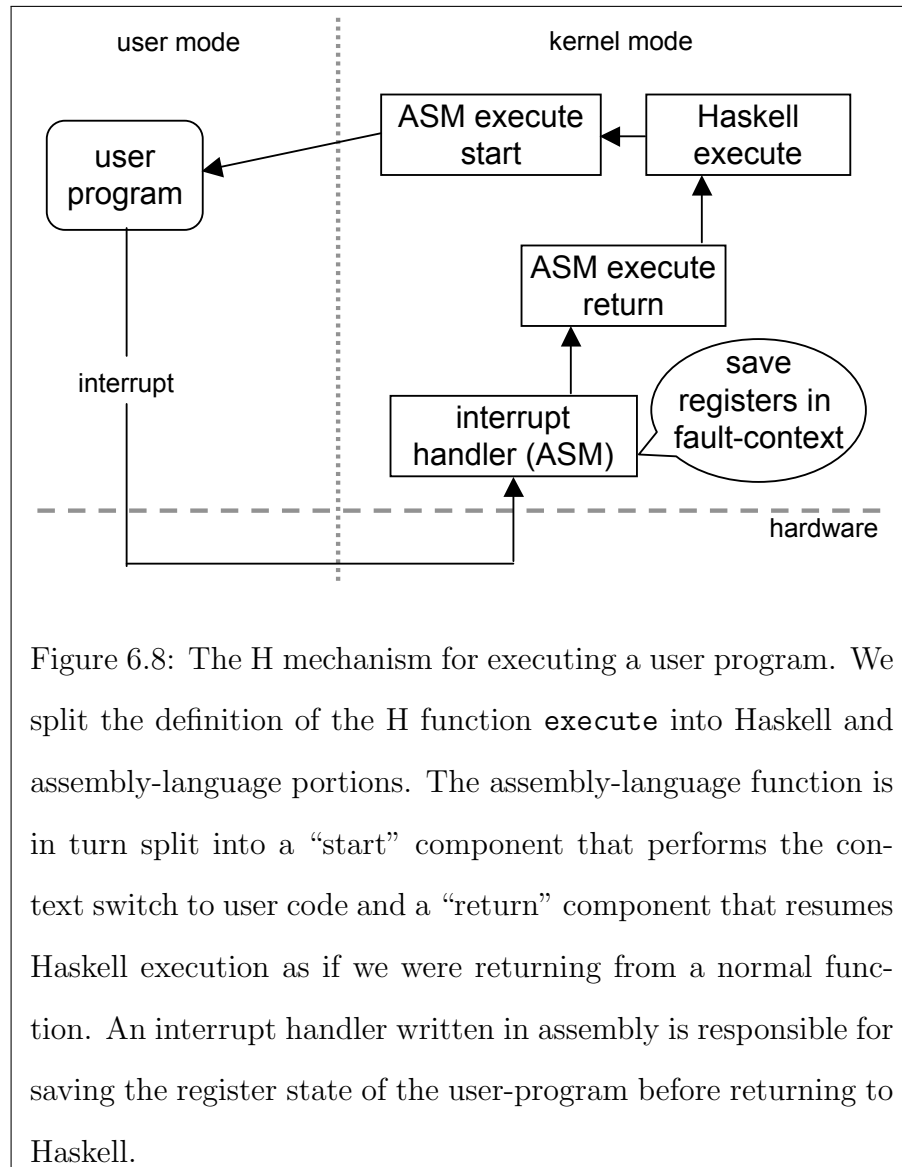 user mode
kernel mode
ASM execute
start
Haskell
execute
user
program
ASM execute
return
interrupt
save
registers in
fault-context
interrupt
handler (ASM)
hardware
Figure 6.8: The H mechanism for executing a user program. We
split the definition of the H function execute into Haskell and
assembly-language portions. The assembly-language function is
in turn split into a “start” component that performs the con-
text switch to user code and a “return” component that resumes
Haskell execution as if we were returning from a normal func-
tion. An interrupt handler written in assembly is responsible for
saving the register state of the user-program before returning to
Haskell.